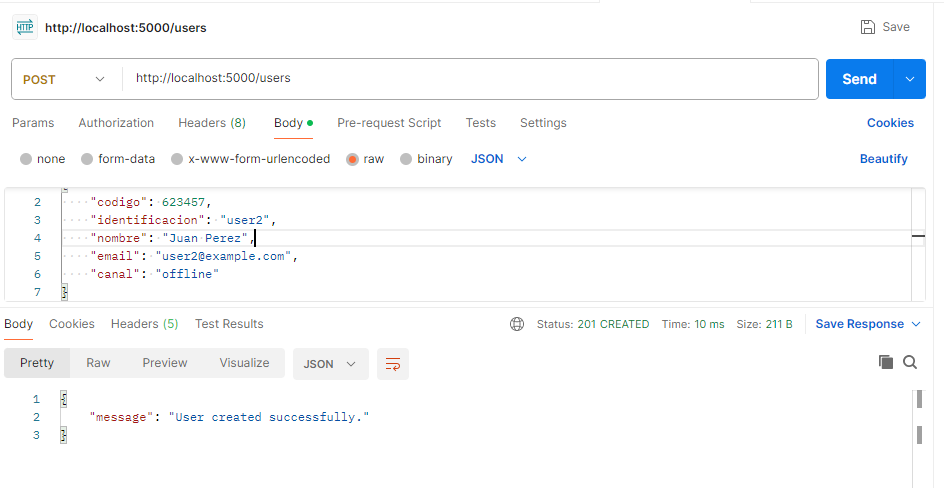 HTTP http://localhost:5000/users Save
POST http://localhost:5000/users Send
Params Authorization Headers (8) Body Pre-request Script Tests Settings Cookies
none form-data x-www-form-urlencoded raw binary JSON Beautify
{
2 "codigo": 623457,
3 "identificacion": "user2",
4 "nombre": "Juan Perez",
5 "email": "user2@example.com",
6 "canal": "offline"
7 }
Body Cookies Headers (5) Test Results Status: 201 CREATED Time: 10 ms Size: 211 B Save Response
Pretty Raw Preview Visualize JSON
1 {
2 "message": "User created successfully."
3 }